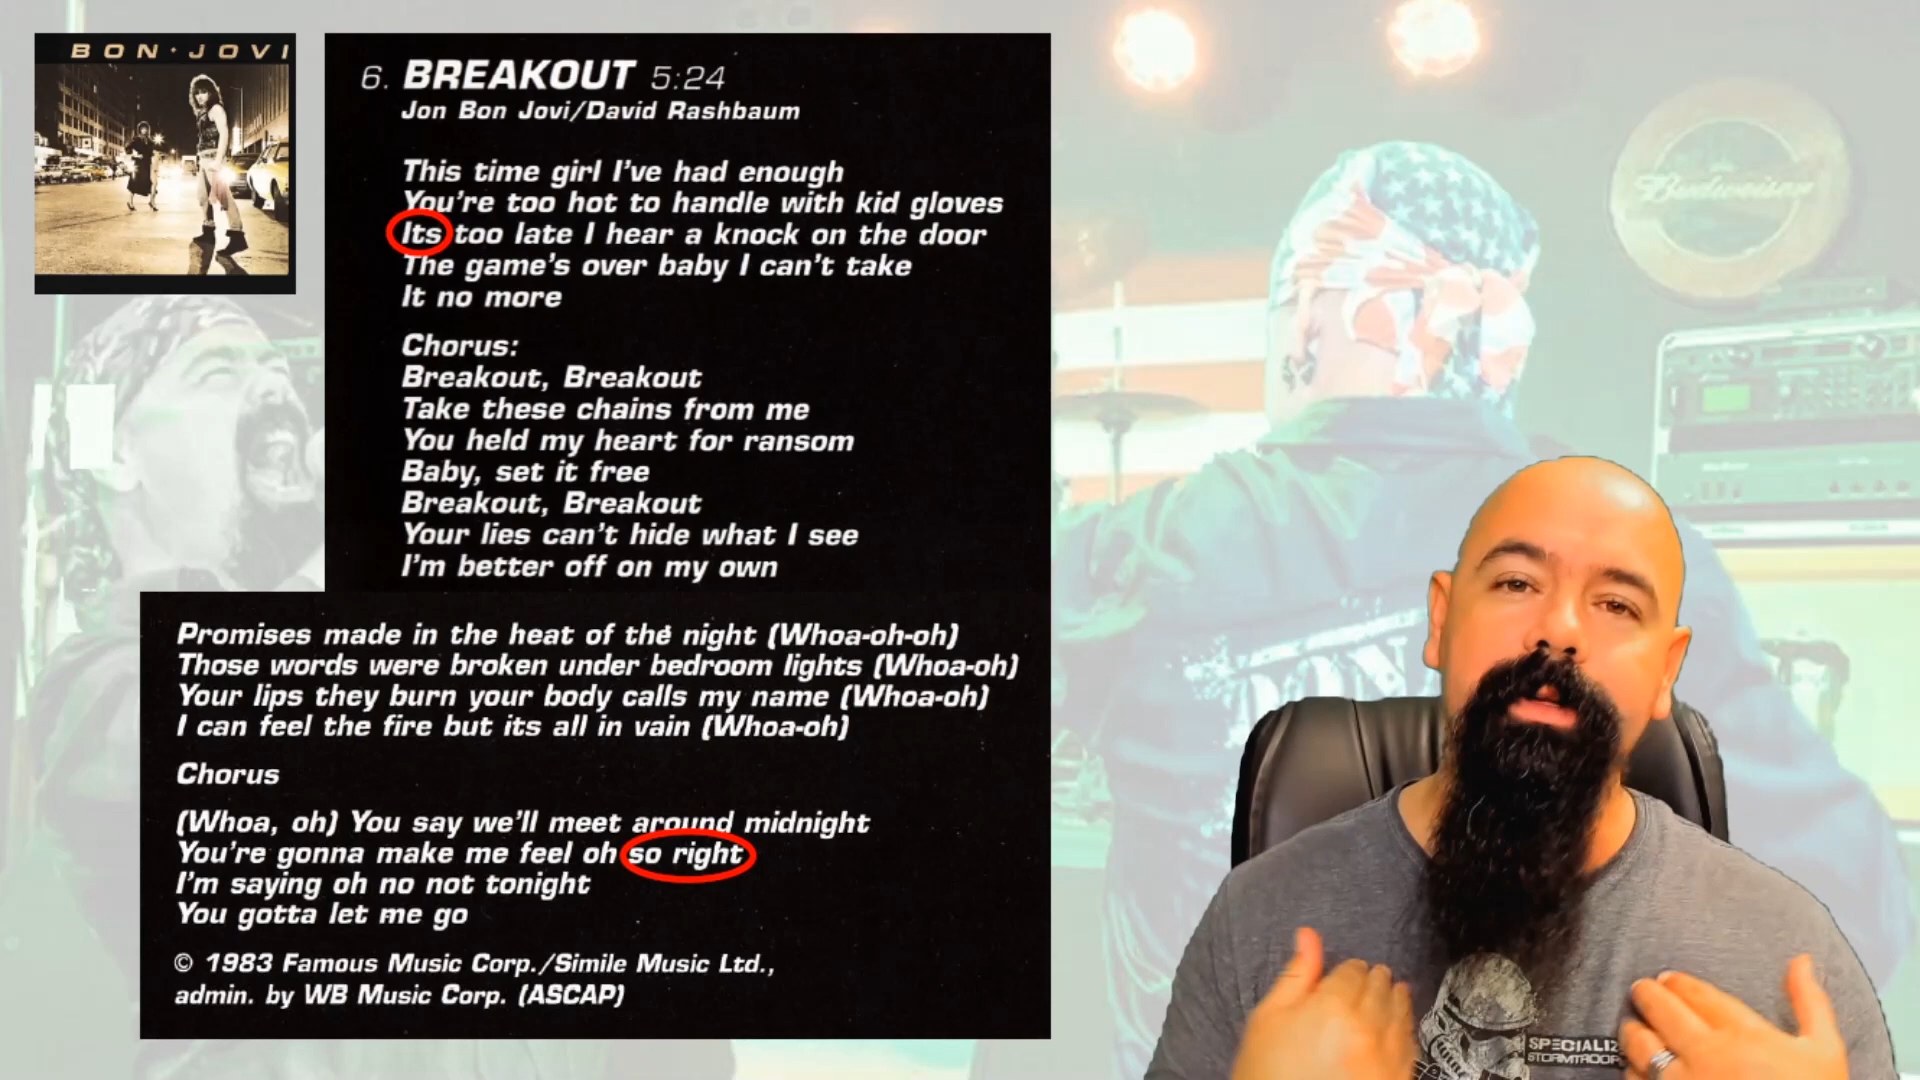 BON•JOVI
6. BREAKOUT 5:24
Jon Bon Jovi/David Rashbaum
This time girl I've had enough
You're too hot to handle with kid gloves
Its too late I hear a knock on the door
The game's over baby I can't take
It no more
Chorus:
Breakout, Breakout
Take these chains from me
You held my heart for ransom
Baby, set it free
Breakout, Breakout
Your lies can't hide what I see
I'm better off on my own
Promises made in the heat of the night (Whoa-oh-oh)
Those words were broken under bedroom lights (Whoa-oh)
Your lips they burn your body calls my name (Whoa-oh)
I can feel the fire but its all in vain (Whoa-oh)
Chorus
(Whoa, oh) You say we'll meet around midnight
You're gonna make me feel oh so right
I'm saying oh no not tonight
You gotta let me go
© 1983 Famous Music Corp./Simile Music Ltd.,
admin. by WB Music Corp. (ASCAP)
Budweiser